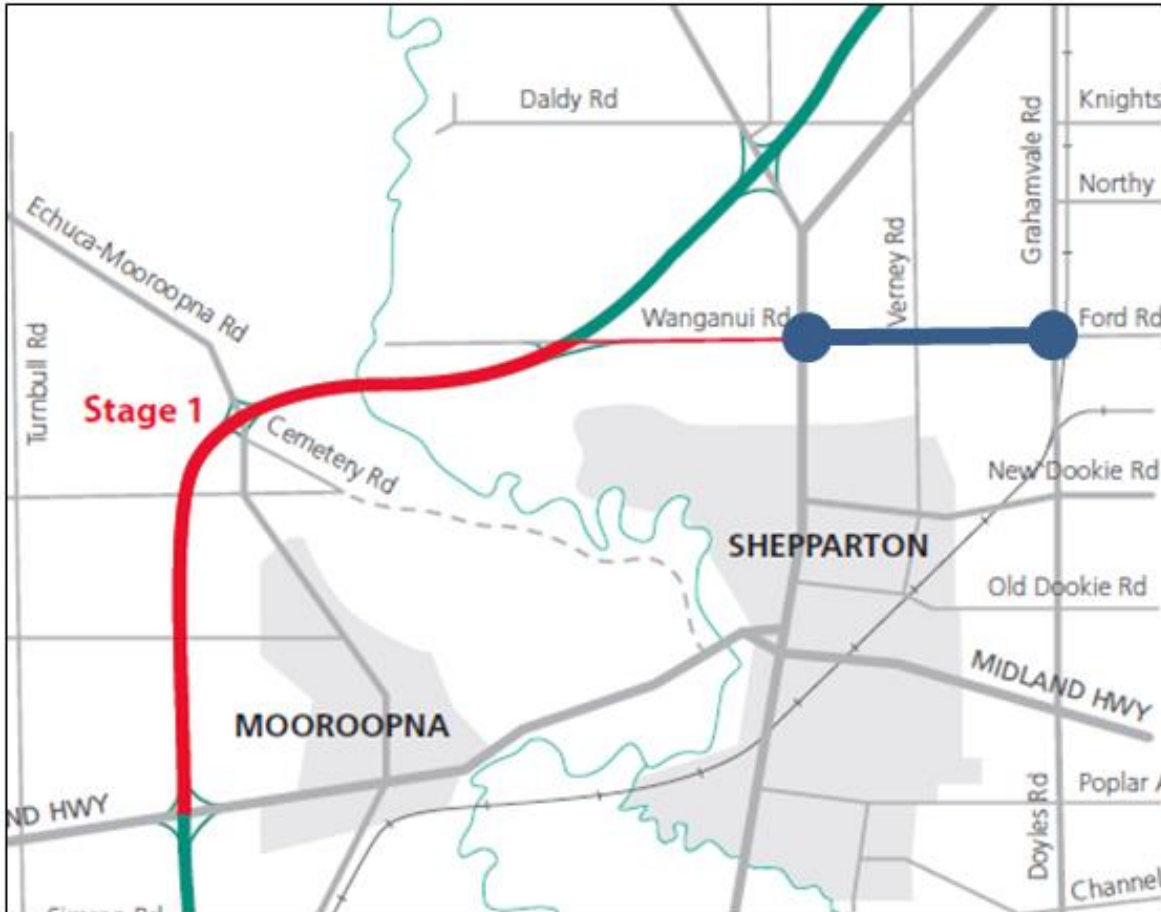 Daldy Rd
Knights
Grahamvale Rd
Northy
Echuca-Mooroopna Rd
Verney Rd
Wanganui Rd
Ford Rd
Turnbull Rd
Stage 1
Cemetery Rd
New Dookie Rd
SHEPPARTON
Old Dookie Rd
MIDLAND HWY
MOOROOPNA
Poplar A
ND HWY
Doyles Rd
Channel